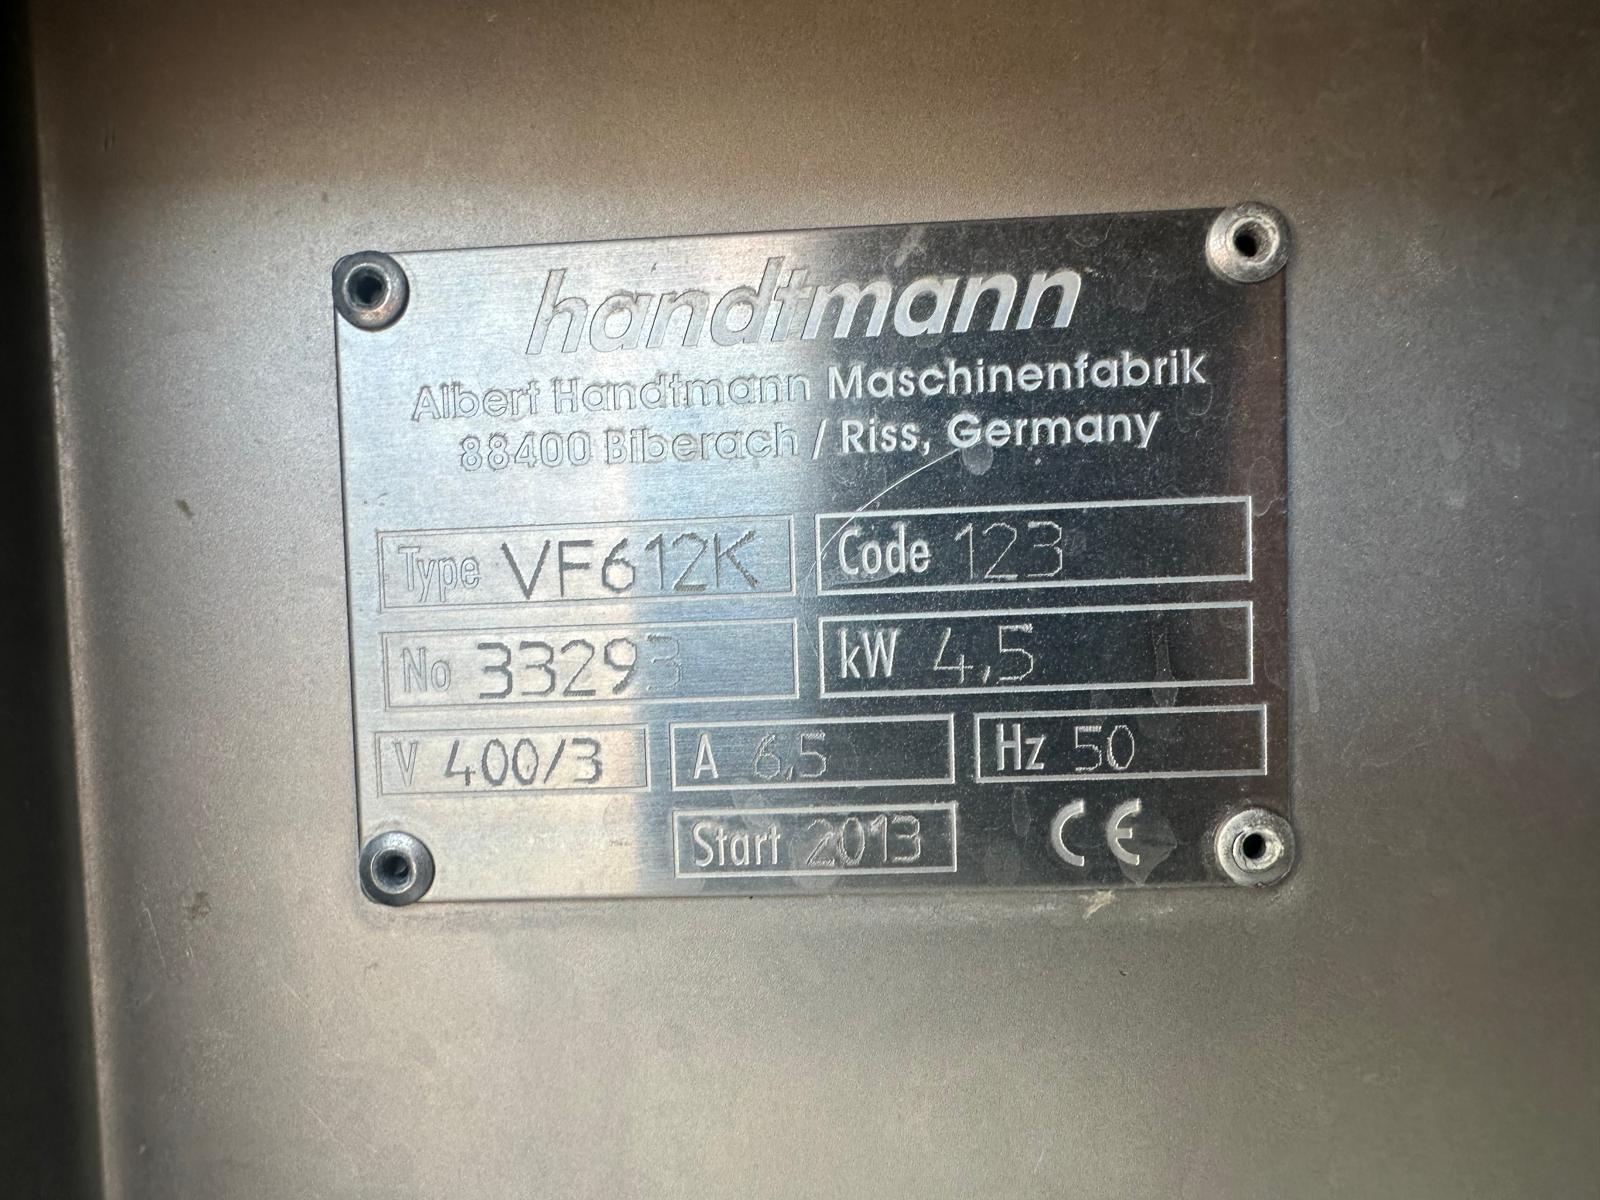 handtmann
Albert Handtmann Maschinenfabrik
88400 Biberach / Riss, Germany
Type VF612K Code 123
No 33293 kW 4,5
V 400/3 A 6,5 Hz 50
Start 2013 CE